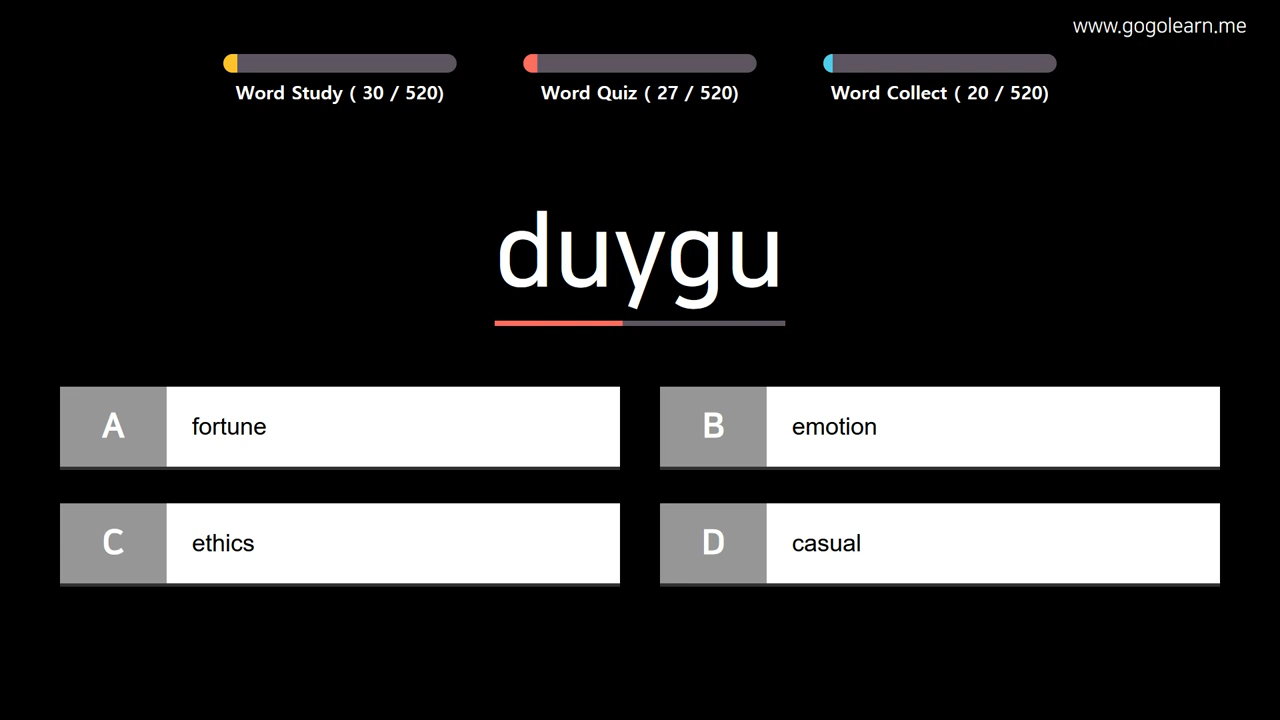 www.gogolearn.me
Word Study ( 30 / 520)
Word Quiz ( 27 / 520)
Word Collect ( 20 / 520)
duygu
A fortune
B emotion
C ethics
D casual